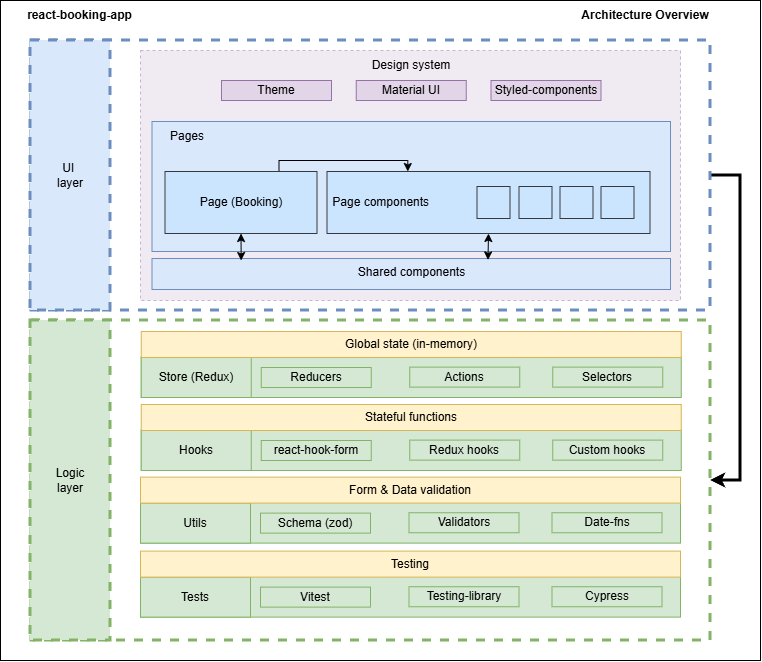 react-booking-app
Architecture Overview
UI
layer
Design system
Theme
Material UI
Styled-components
Pages
Page (Booking)
Page components
Shared components
Logic
layer
Global state (in-memory)
Store (Redux)
Reducers
Actions
Selectors
Stateful functions
Hooks
react-hook-form
Redux hooks
Custom hooks
Form & Data validation
Utils
Schema (zod)
Validators
Date-fns
Testing
Tests
Vitest
Testing-library
Cypress